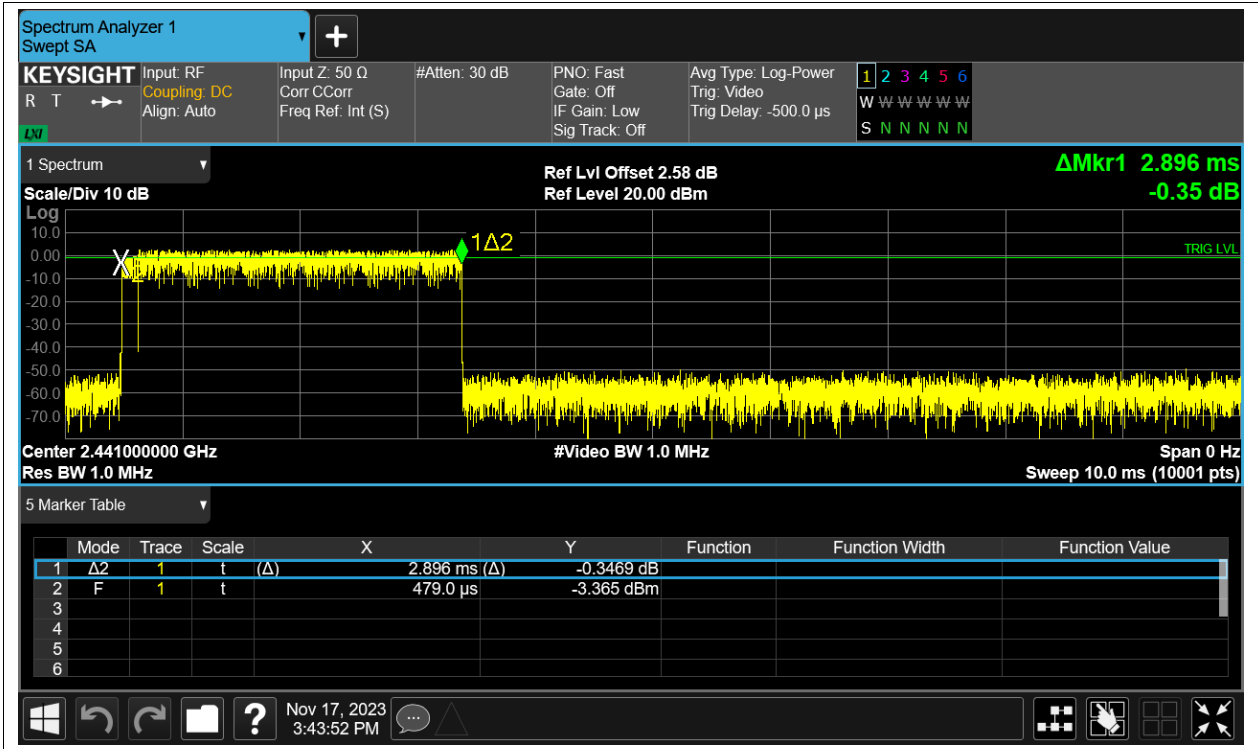 Spectrum Analyzer 1
Swept SA
KEYSIGHT
R T
LXI
Input: RF
Coupling: DC
Align: Auto
Input Z: 50 Ω
Corr CCorr
Freq Ref: Int (S)
#Atten: 30 dB
PNO: Fast
Gate: Off
IF Gain: Low
Sig Track: Off
Avg Type: Log-Power
Trig: Video
Trig Delay: -500.0 µs
1 2 3 4 5 6
W W W W W W
S N N N N N
1 Spectrum
Scale/Div 10 dB
Ref Lvl Offset 2.58 dB
Ref Level 20.00 dBm
ΔMkr1 2.896 ms
-0.35 dB
Log
10.0
0.00
-10.0
-20.0
-30.0
-40.0
-50.0
-60.0
-70.0
1Δ2
TRIG LVL
Center 2.441000000 GHz
Res BW 1.0 MHz
#Video BW 1.0 MHz
Span 0 Hz
Sweep 10.0 ms (10001 pts)
5 Marker Table
Mode Trace Scale X Y Function Function Width Function Value
1 Δ2 1 t (Δ) 2.896 ms (Δ) -0.3469 dB
2 F 1 t 479.0 µs -3.365 dBm
3
4
5
6
?
Nov 17, 2023
3:43:52 PM